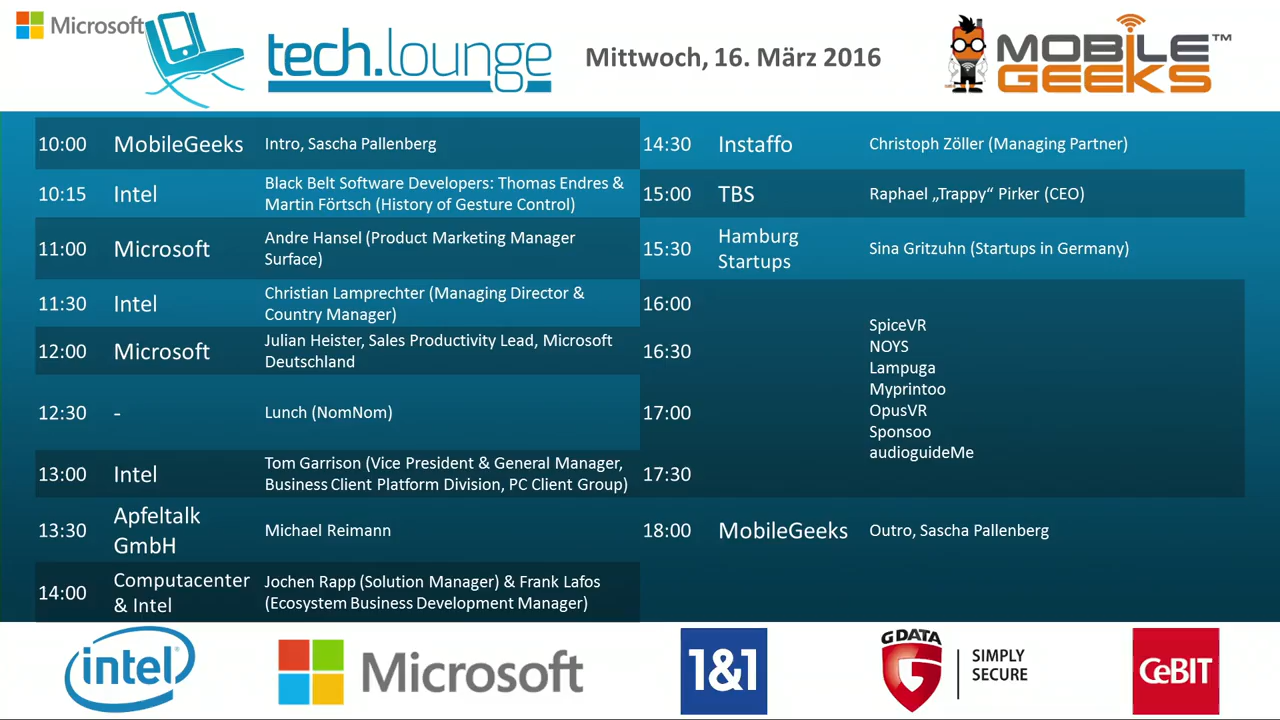 Microsoft
tech.lounge
Mittwoch, 16. März 2016
MOBILE
GEEKS™
10:00 MobileGeeks Intro, Sascha Pallenberg
10:15 Intel Black Belt Software Developers: Thomas Endres &
Martin Förtsch (History of Gesture Control)
11:00 Microsoft Andre Hansel (Product Marketing Manager
Surface)
11:30 Intel Christian Lamprechter (Managing Director &
Country Manager)
12:00 Microsoft Julian Heister, Sales Productivity Lead, Microsoft
Deutschland
12:30 - Lunch (NomNom)
13:00 Intel Tom Garrison (Vice President & General Manager,
Business Client Platform Division, PC Client Group)
13:30 Apfeltalk
GmbH Michael Reimann
14:00 Computacenter
& Intel Jochen Rapp (Solution Manager) & Frank Lafos
(Ecosystem Business Development Manager)
14:30 Instaffo Christoph Zöller (Managing Partner)
15:00 TBS Raphael „Trappy“ Pirker (CEO)
15:30 Hamburg
Startups Sina Gritzuhn (Startups in Germany)
16:00
16:30
17:00
17:30
SpiceVR
NOYS
Lampuga
Myprintoo
OpusVR
Sponsoo
audioguideMe
18:00 MobileGeeks Outro, Sascha Pallenberg
intel®
Microsoft
1&1
G DATA
SIMPLY
SECURE
CeBIT